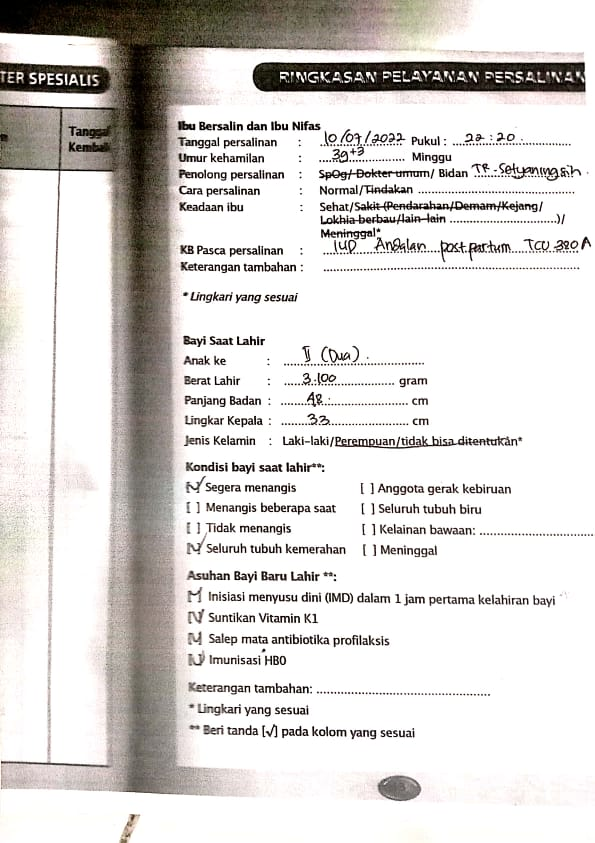 TER SPESIALIS
Tanggal
Kembali
RINGKASAN PELAYANAN PERSALINAN
Ibu Bersalin dan Ibu Nifas
Tanggal persalinan : 10/07/2022 Pukul : 22:20.
Umur kehamilan : 39+3 Minggu
Penolong persalinan : SpOg/ Dokter umum/ Bidan TR. Setyaningsih.
Cara persalinan : Normal/Tindakan
Keadaan ibu : Sehat/Sakit (Pendarahan/Demam/Kejang/
Lokhia berbau/lain-lain )/
Meninggal*
KB Pasca persalinan : IUD Andalan post partum TCU 380 A
Keterangan tambahan :
* Lingkari yang sesuai
Bayi Saat Lahir
Anak ke : II (Dua).
Berat Lahir : 3.100 gram
Panjang Badan : 48 cm
Lingkar Kepala : 33 cm
Jenis Kelamin : Laki-laki/Perempuan/tidak bisa ditentukan*
Kondisi bayi saat lahir**:
[√] Segera menangis [ ] Anggota gerak kebiruan
[ ] Menangis beberapa saat [ ] Seluruh tubuh biru
[ ] Tidak menangis [ ] Kelainan bawaan:
[√] Seluruh tubuh kemerahan [ ] Meninggal
Asuhan Bayi Baru Lahir **:
[√] Inisiasi menyusu dini (IMD) dalam 1 jam pertama kelahiran bayi
[√] Suntikan Vitamin K1
[√] Salep mata antibiotika profilaksis
[√] Imunisasi HB0
Keterangan tambahan:
* Lingkari yang sesuai
** Beri tanda [√] pada kolom yang sesuai